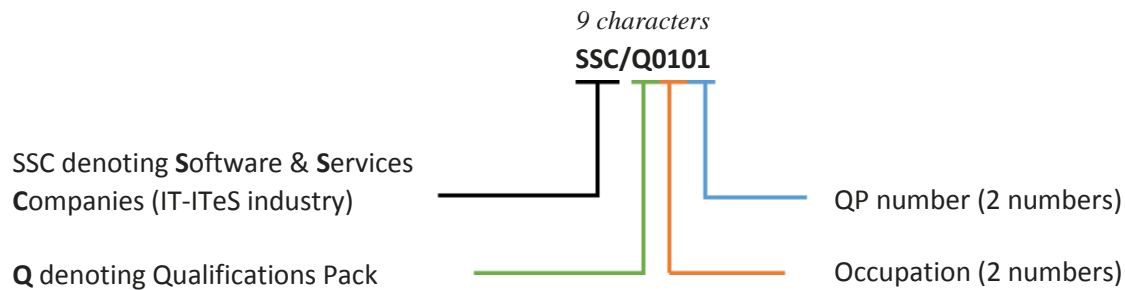 9 characters
SSC/Q0101
SSC denoting Software & Services
Companies (IT-ITeS industry)
QP number (2 numbers)
Q denoting Qualifications Pack
Occupation (2 numbers)